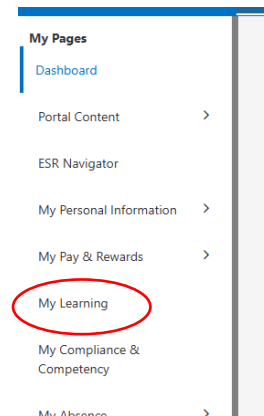 My Pages
Dashboard
Portal Content
ESR Navigator
My Personal Information
My Pay & Rewards
My Learning
My Compliance &
Competency
My Absence